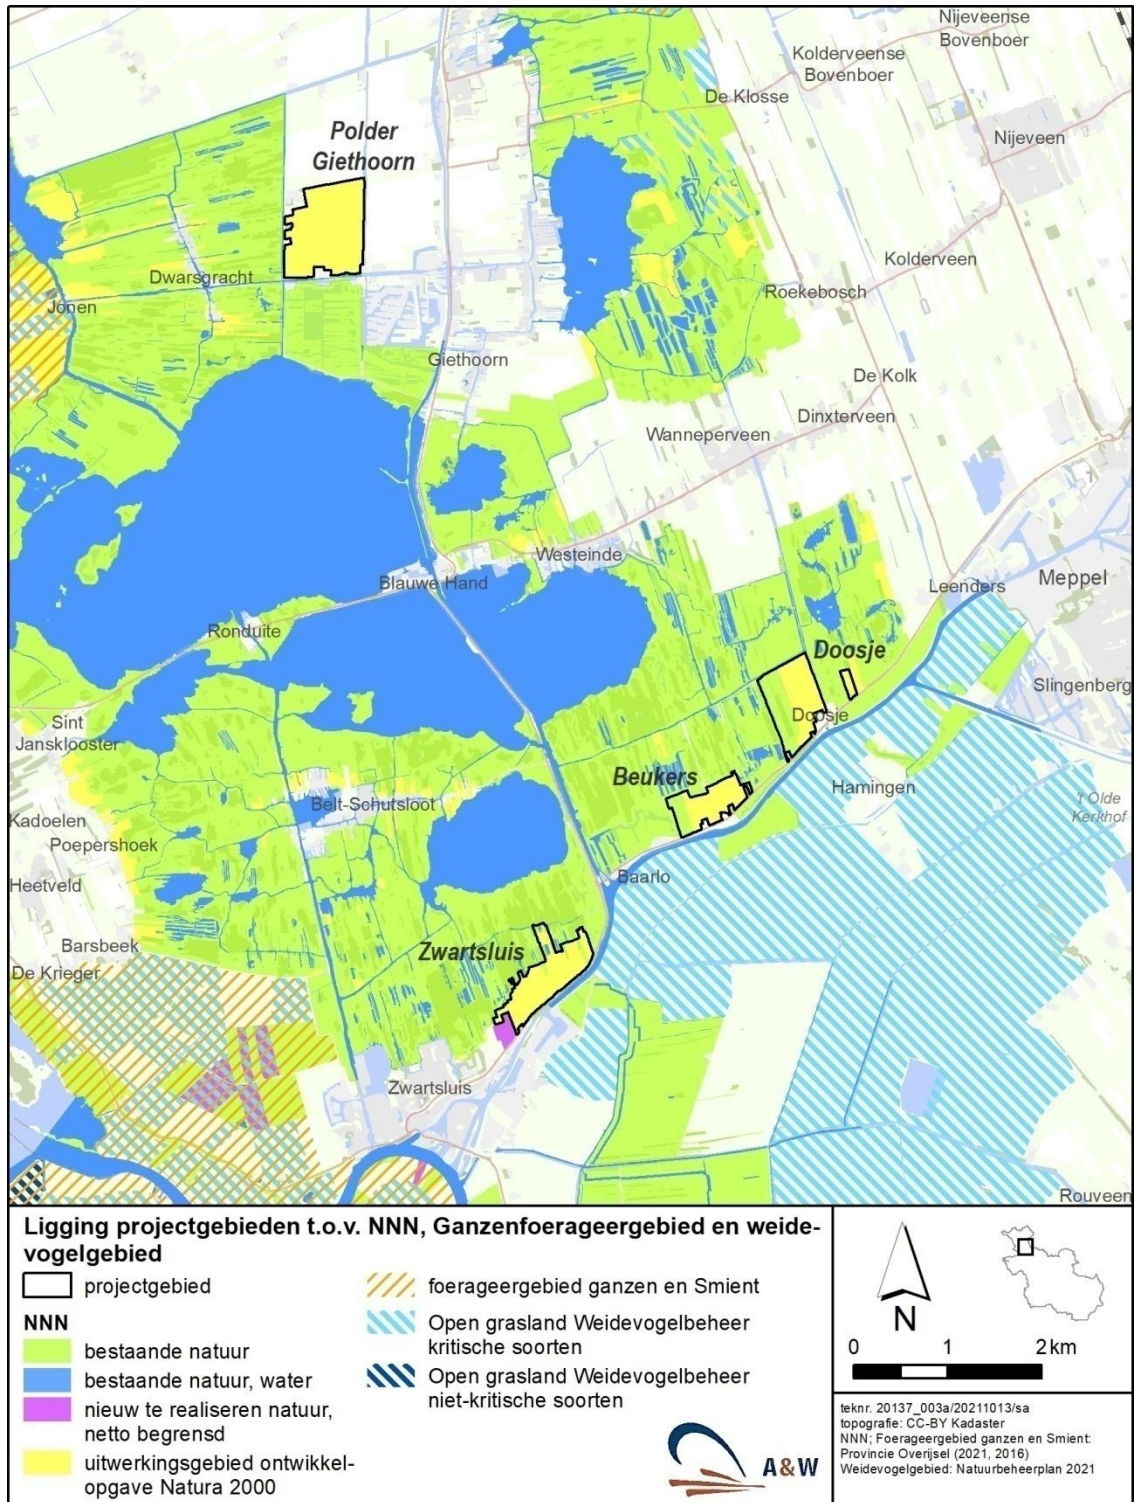 Nijeveense
Bovenboer
Kolderveense
Bovenboer
De Klosse
Nijeveen
Polder
Giethoorn
Kolderveen
Dwarsgracht
Roekebosch
Jonen
Giethoorn
De Kolk
Dinxterveen
Wanneperveen
Westeinde
Blauwe Hand
Leenders
Meppel
Ronduite
Doosje
Slingenberg
Sint
Jansklooster
Doosje
Beukers
Hamingen
't Olde
Kerkhof
Belt-Schutsloot
Kadoelen
Poepershoek
Baarlo
Heetveld
Barsbeek
Zwartsluis
De Krieger
Zwartsluis
Rouveen
Ligging projectgebieden t.o.v. NNN, Ganzenfoerageergebied en weide-
vogelgebied
projectgebied
NNN
bestaande natuur
bestaande natuur, water
nieuw te realiseren natuur,
netto begrensd
uitwerkingsgebied ontwikkel-
opgave Natura 2000
foerageergebied ganzen en Smient
Open grasland Weidevogelbeheer
kritische soorten
Open grasland Weidevogelbeheer
niet-kritische soorten
A&W
N
0 1 2 km
teknr. 20137_003a/20211013/sa
topografie: CC-BY Kadaster
NNN; Foerageergebied ganzen en Smient:
Provincie Overijsel (2021, 2016)
Weidevogelgebied: Natuurbeheerplan 2021